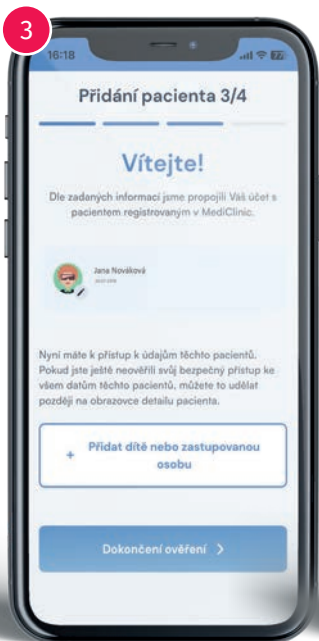 3
16:18
Přidání pacienta 3/4
Vítejte!
Dle zadaných informací jsme propojili Váš účet s
pacientem registrovaným v MediClinic.
Jana Nováková
Nyní máte k přístup k údajům těchto pacientů.
Pokud jste ještě neověřili svůj bezpečný přístup ke
všem datům těchto pacientů, můžete to udělat
později na obrazovce detailu pacienta.
+ Přidat dítě nebo zastupovanou
osobu
Dokončení ověření >